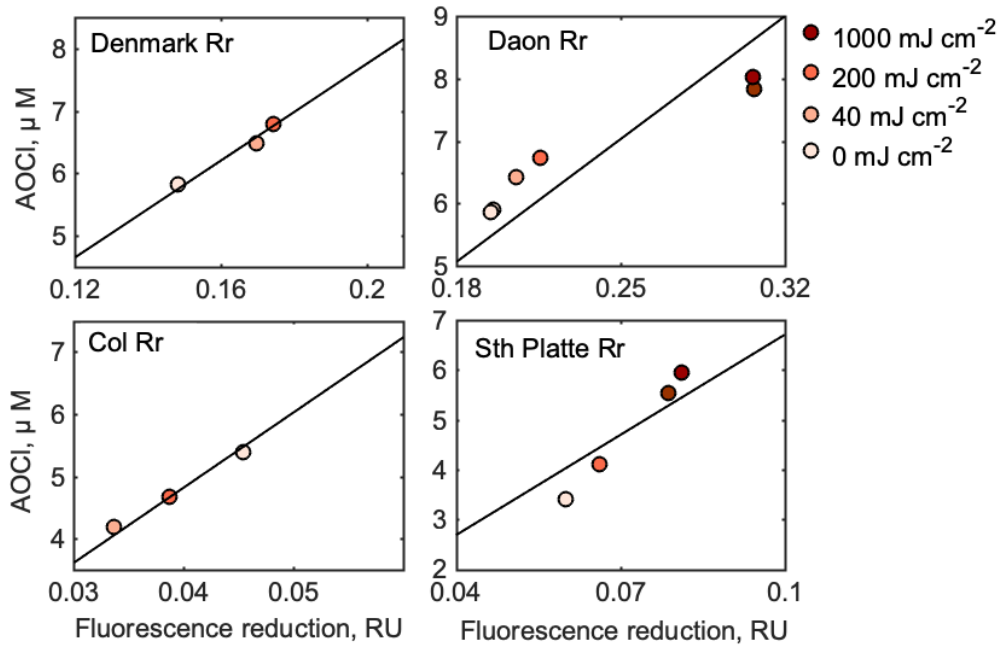 Denmark Rr
8
7
6
5
AOCl, µ M
0.12
0.16
0.2
Daon Rr
9
8
7
6
5
0.18
0.25
0.32
1000 mJ cm-2
200 mJ cm-2
40 mJ cm-2
0 mJ cm-2
Col Rr
7
6
5
4
AOCl, µ M
0.03
0.04
0.05
Fluorescence reduction, RU
Sth Platte Rr
7
6
5
4
3
2
0.04
0.07
0.1
Fluorescence reduction, RU